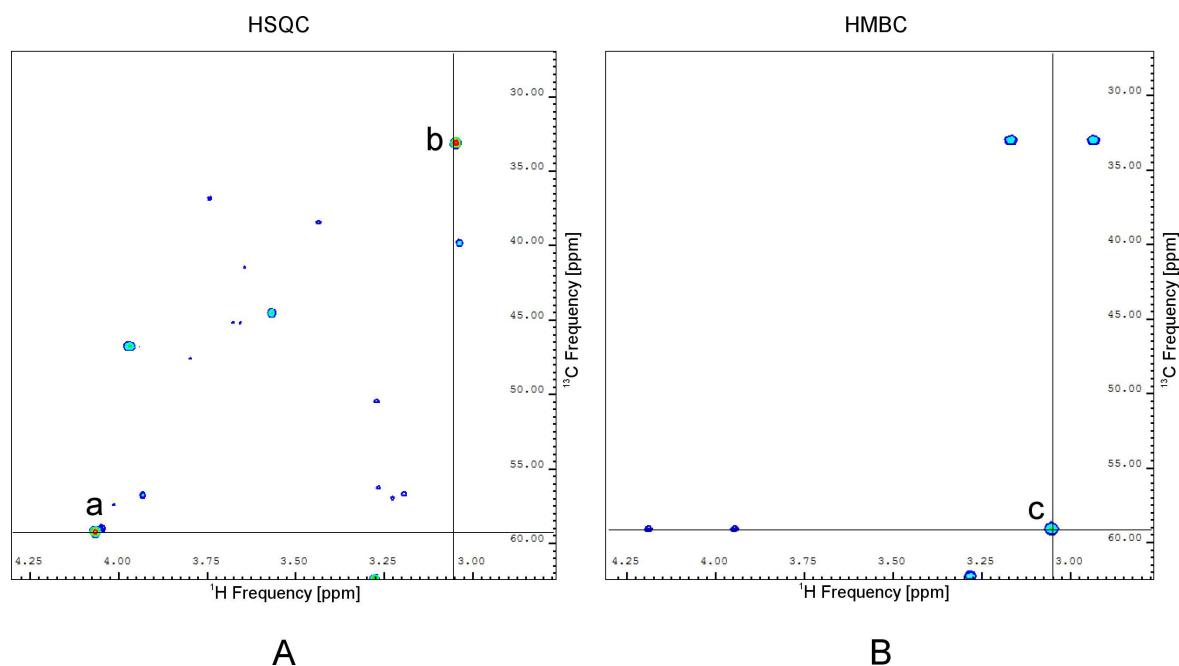 HSQC
30.00
b
35.00
40.00
45.00
50.00
55.00
a
60.00
4.25 4.00 3.75 3.50 3.25 3.00
¹H Frequency [ppm]
¹³C Frequency [ppm]
A
HMBC
30.00
35.00
40.00
45.00
50.00
55.00
c
60.00
4.25 4.00 3.75 3.50 3.25 3.00
¹H Frequency [ppm]
¹³C Frequency [ppm]
B